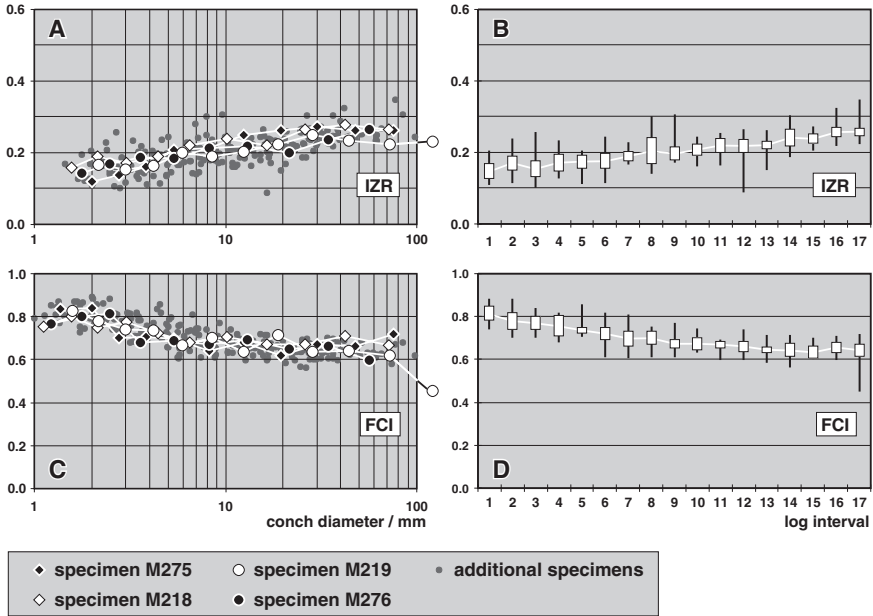 A
0.6
0.4
0.2
0.0
1
10
100
IZR
B
0.6
0.4
0.2
0.0
1 2 3 4 5 6 7 8 9 10 11 12 13 14 15 16 17
IZR
1.0
0.8
0.6
0.4
0.2
0.0
FCI
C
1
10
100
conch diameter / mm
1.0
0.8
0.6
0.4
0.2
0.0
FCI
D
1 2 3 4 5 6 7 8 9 10 11 12 13 14 15 16 17
log interval
specimen M275
specimen M219
additional specimens
specimen M218
specimen M276